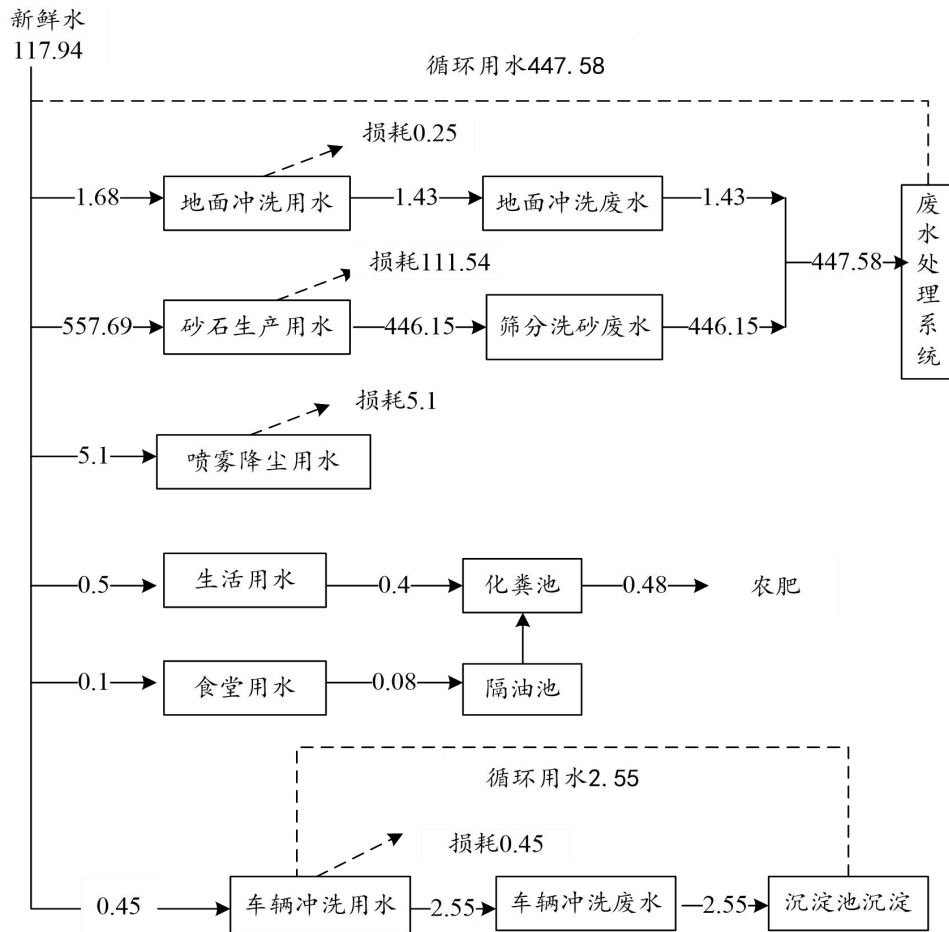 新鲜水
117.94
循环用水447.58
损耗0.25
1.68 地面冲洗用水 1.43 地面冲洗废水 1.43
废水处理系统
损耗111.54
447.58
557.69 砂石生产用水 446.15 筛分洗砂废水 446.15
损耗5.1
5.1 喷雾降尘用水
0.5 生活用水 0.4 化粪池 0.48 农肥
0.1 食堂用水 0.08 隔油池
循环用水2.55
损耗0.45
0.45 车辆冲洗用水 2.55 车辆冲洗废水 2.55 沉淀池沉淀